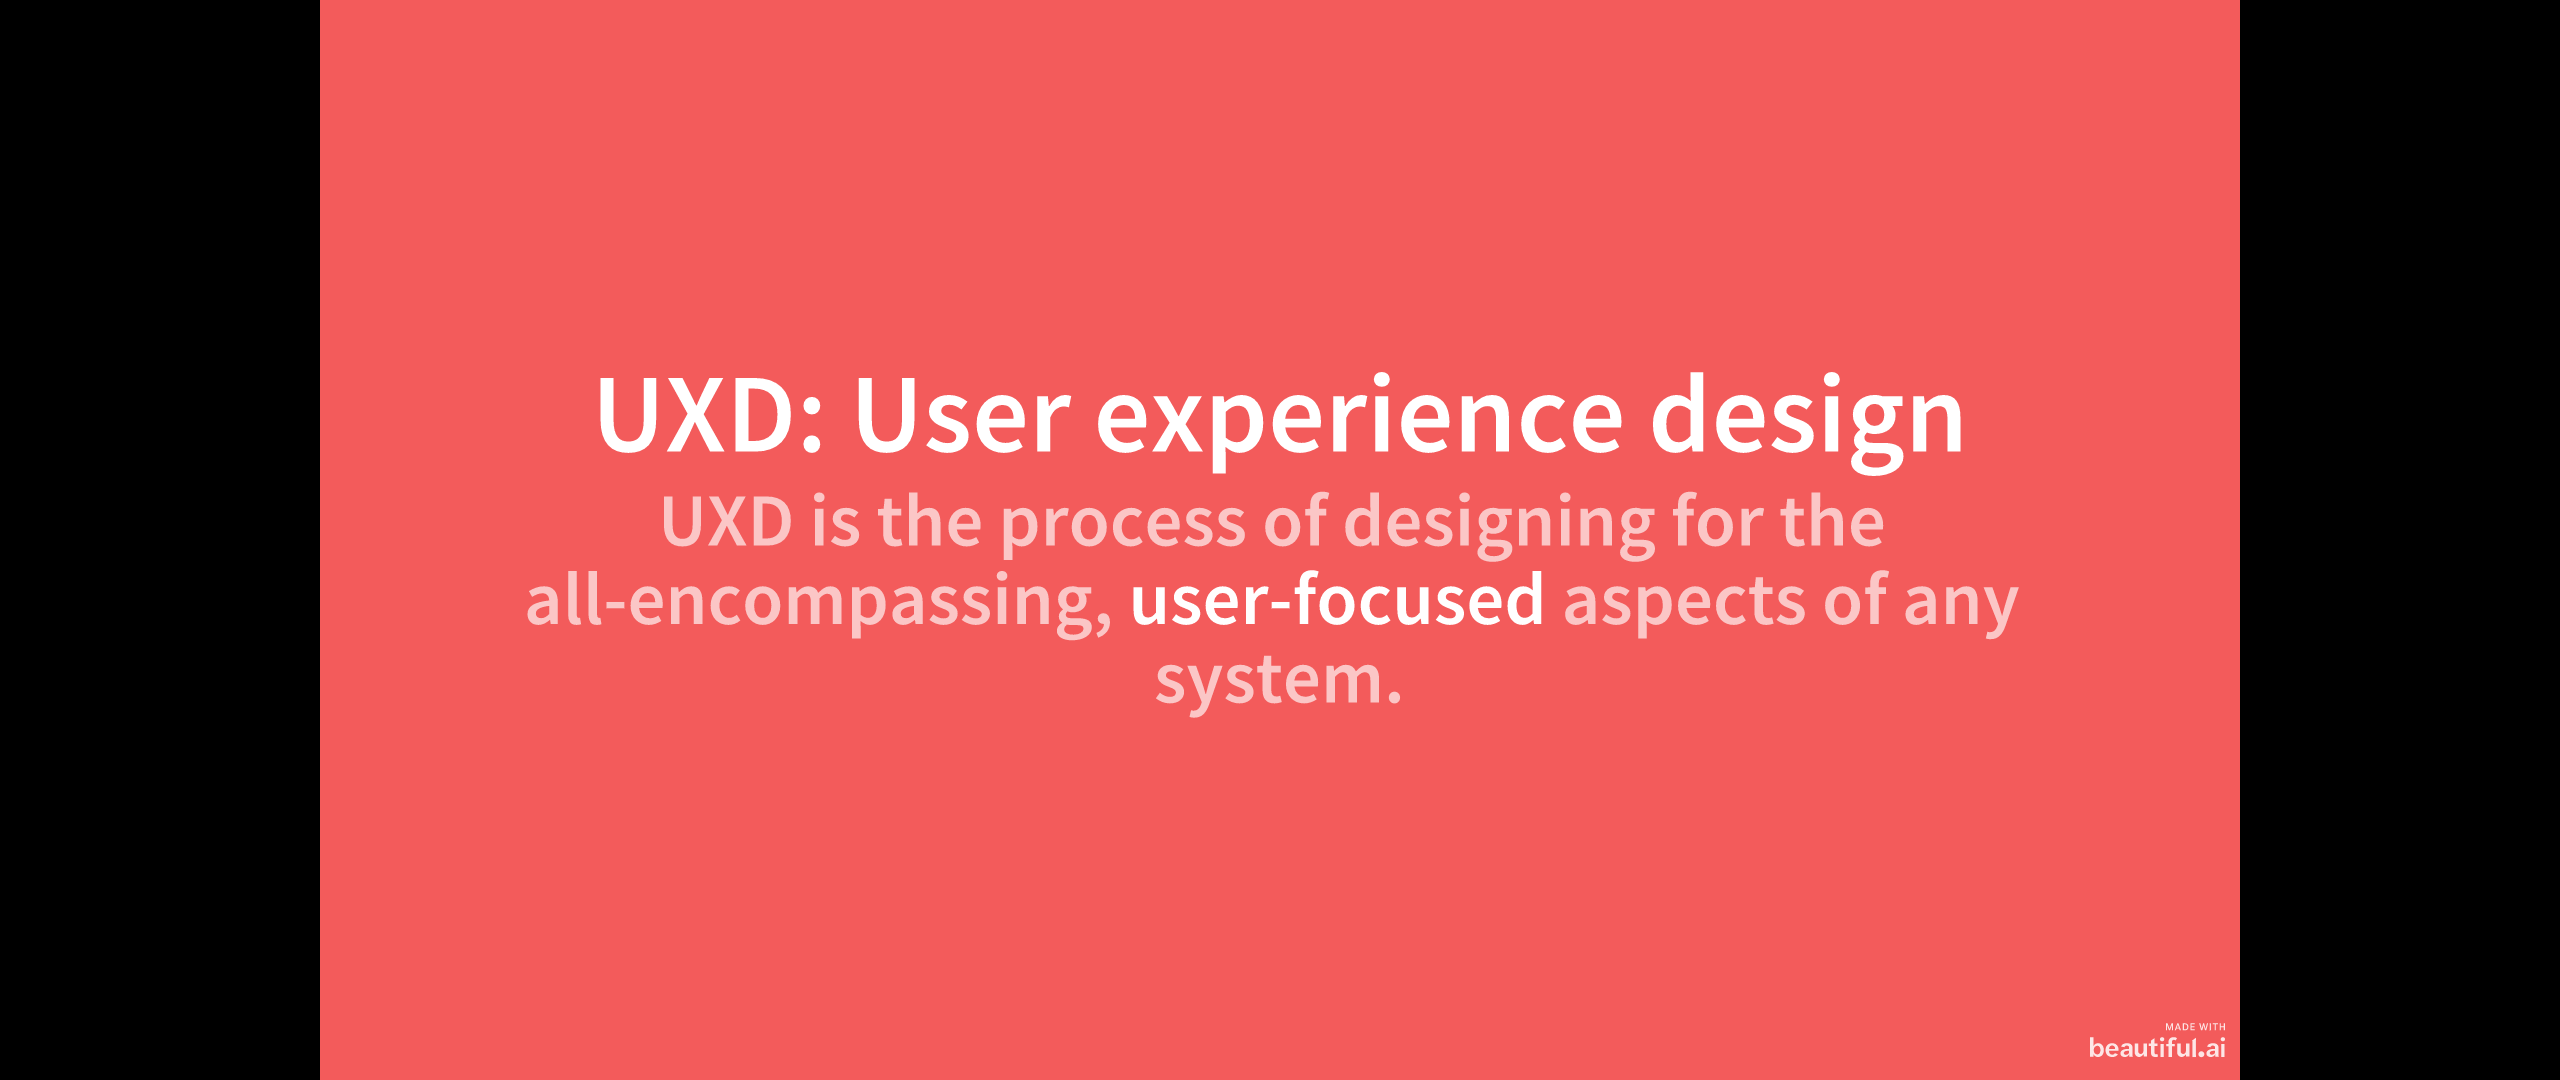 UXD: User experience design
UXD is the process of designing for the
all-encompassing, user-focused aspects of any
system.
MADE WITH
beautiful.ai